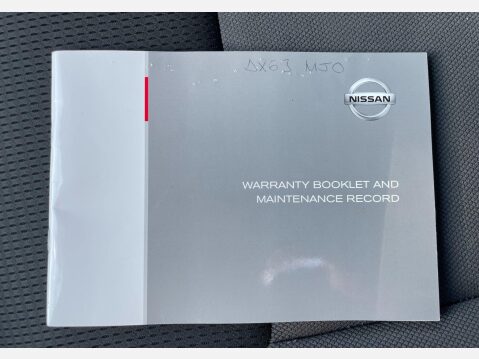 AX63 MJO
NISSAN
WARRANTY BOOKLET AND
MAINTENANCE RECORD